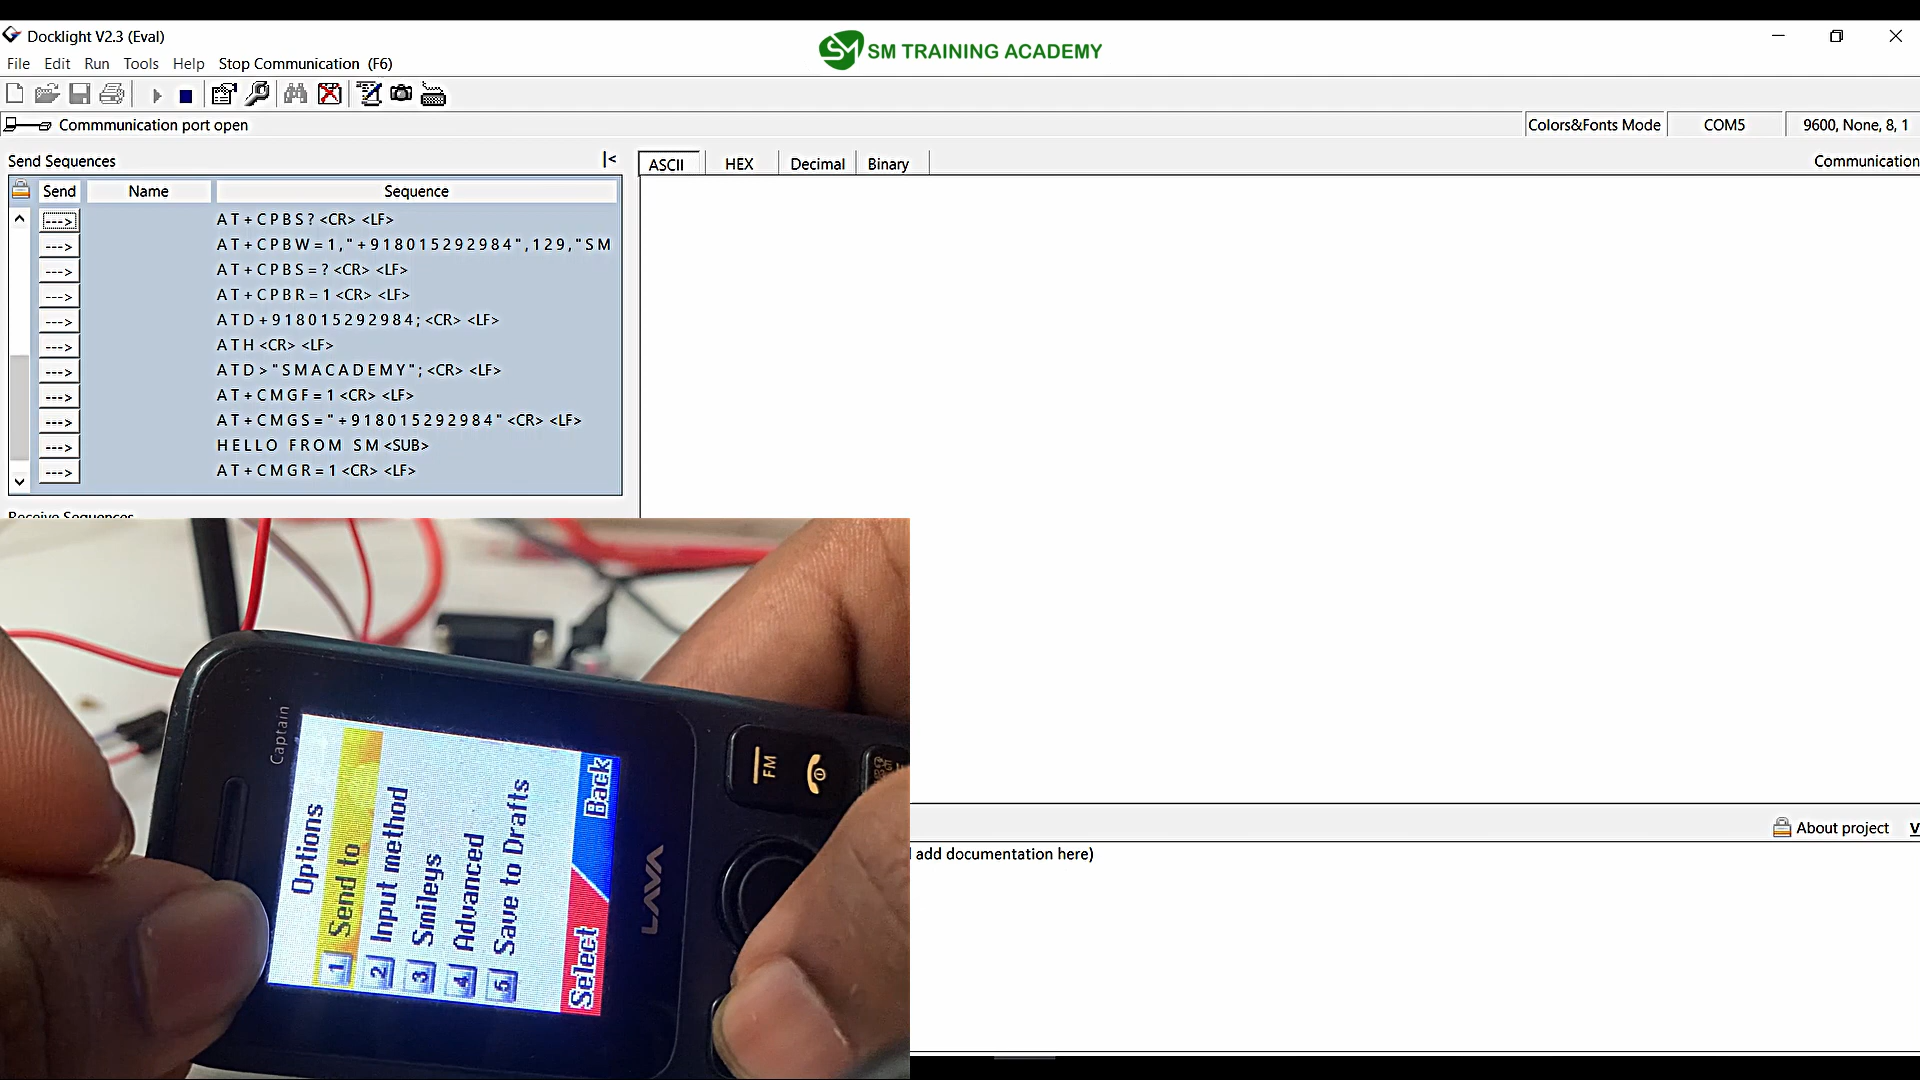 Docklight V2.3 (Eval)
SM TRAINING ACADEMY
File Edit Run Tools Help Stop Communication (F6)
Commmunication port open
Colors&Fonts Mode COM5 9600, None, 8, 1
Send Sequences
ASCII HEX Decimal Binary
Communication
Send Name Sequence
---> AT+CPBS?<CR><LF>
---> AT+CPBW=1,"+918015292984",129,"SM
---> AT+CPBS=?<CR><LF>
---> AT+CPBR=1<CR><LF>
---> ATD+918015292984;<CR><LF>
---> ATH<CR><LF>
---> ATD>"SMACADEMY";<CR><LF>
---> AT+CMGF=1<CR><LF>
---> AT+CMGS="+918015292984"<CR><LF>
---> HELLO FROM SM<SUB>
---> AT+CMGR=1<CR><LF>
Receive Sequences
Captain
Options
1 Send to
2 Input method
3 Smileys
4 Advanced
5 Save to Drafts
Select Back
LAVA
FM
About project
add documentation here)